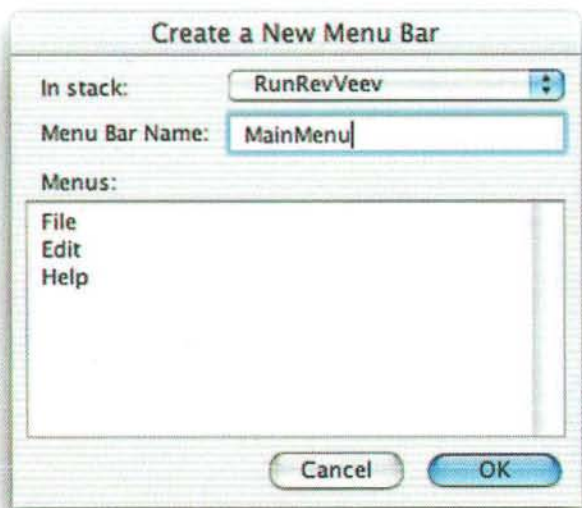 Create a New Menu Bar
In stack: RunRevVeev
Menu Bar Name: MainMenu
Menus:
File
Edit
Help
Cancel OK